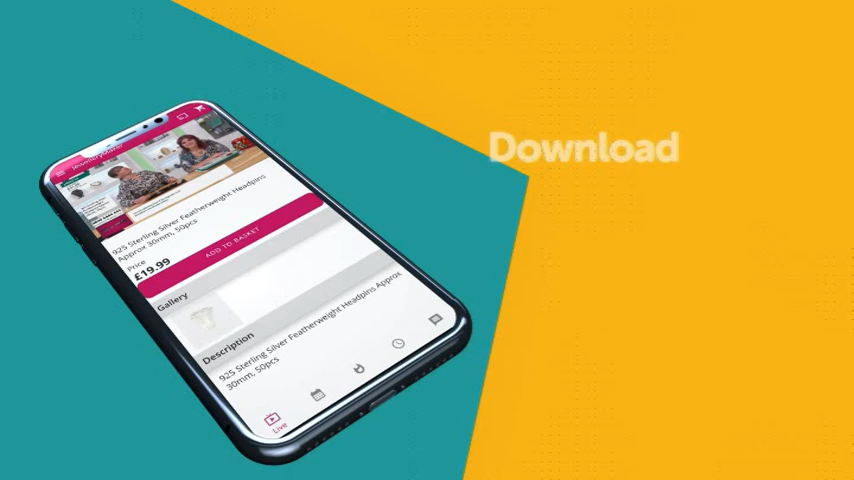 Download
JewelleryMaker
925 Sterling Silver Featherweight Headpins
Approx 30mm, 50pcs
Price
£19.99
ADD TO BASKET
Gallery
Description
925 Sterling Silver Featherweight Headpins Approx
30mm, 50pcs
Live